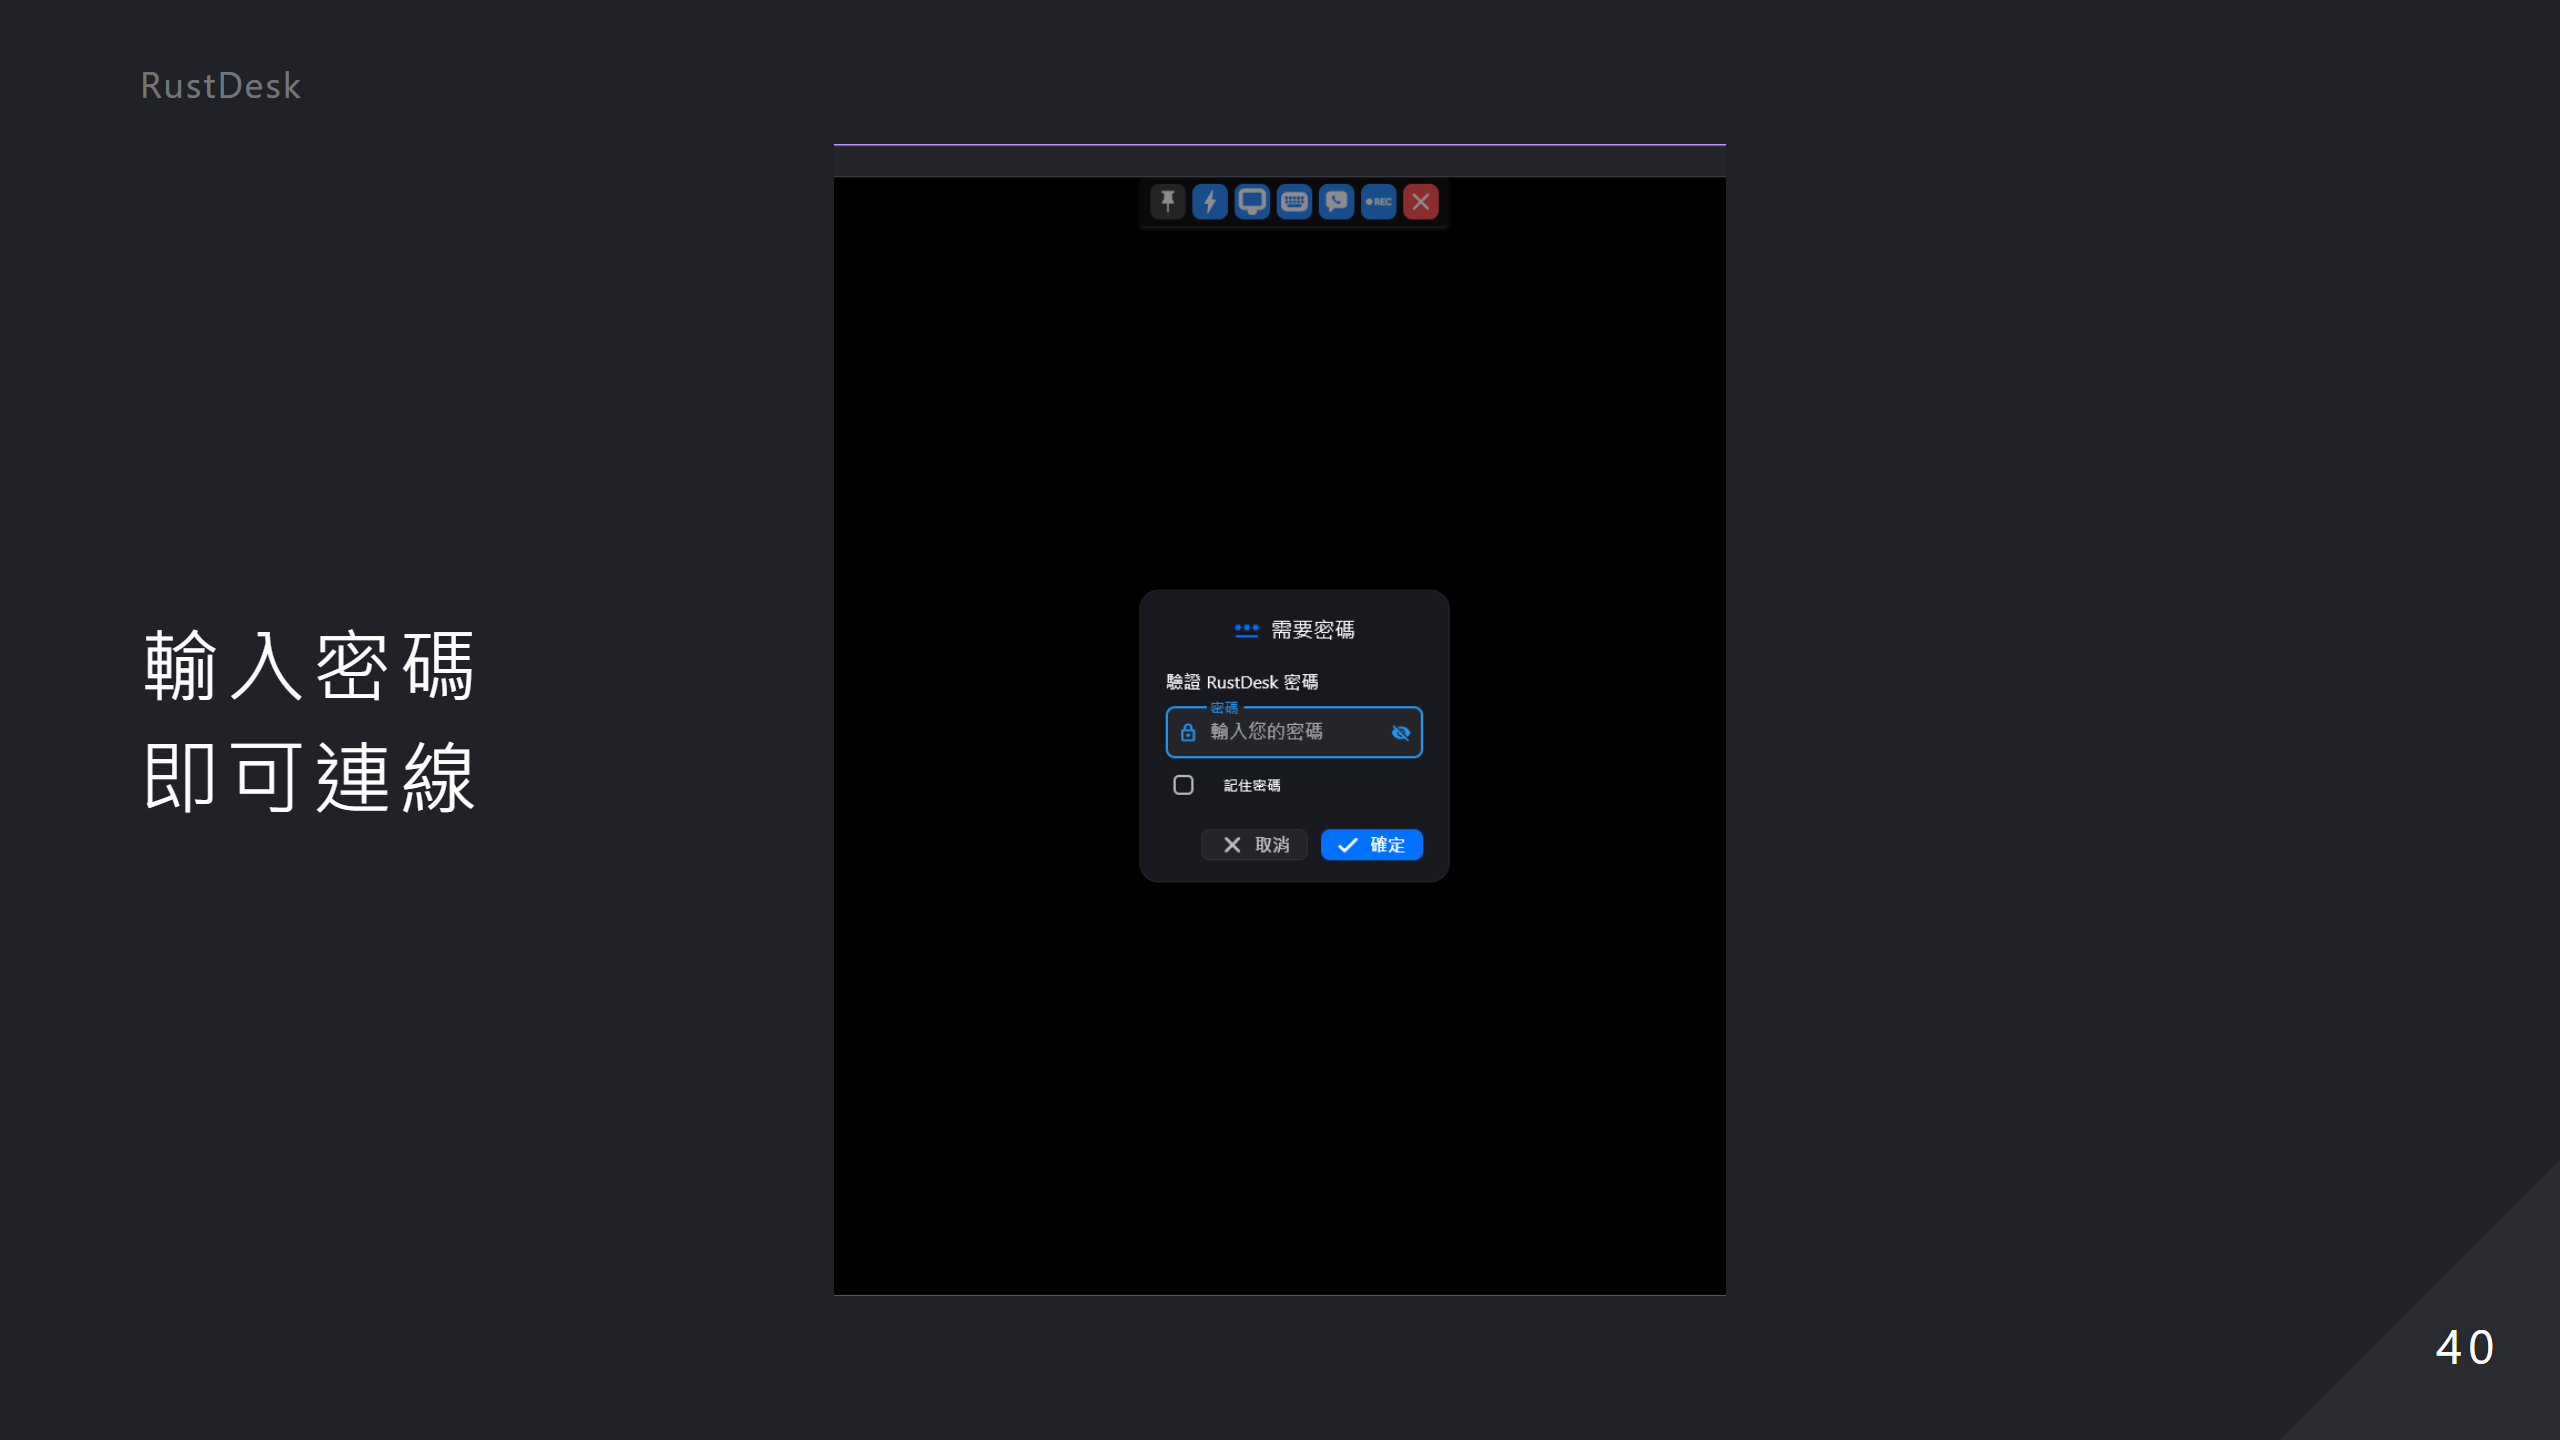 RustDesk
REC
輸入密碼
即可連線
需要密碼
驗證 RustDesk 密碼
密碼
輸入您的密碼
記住密碼
取消
確定
40